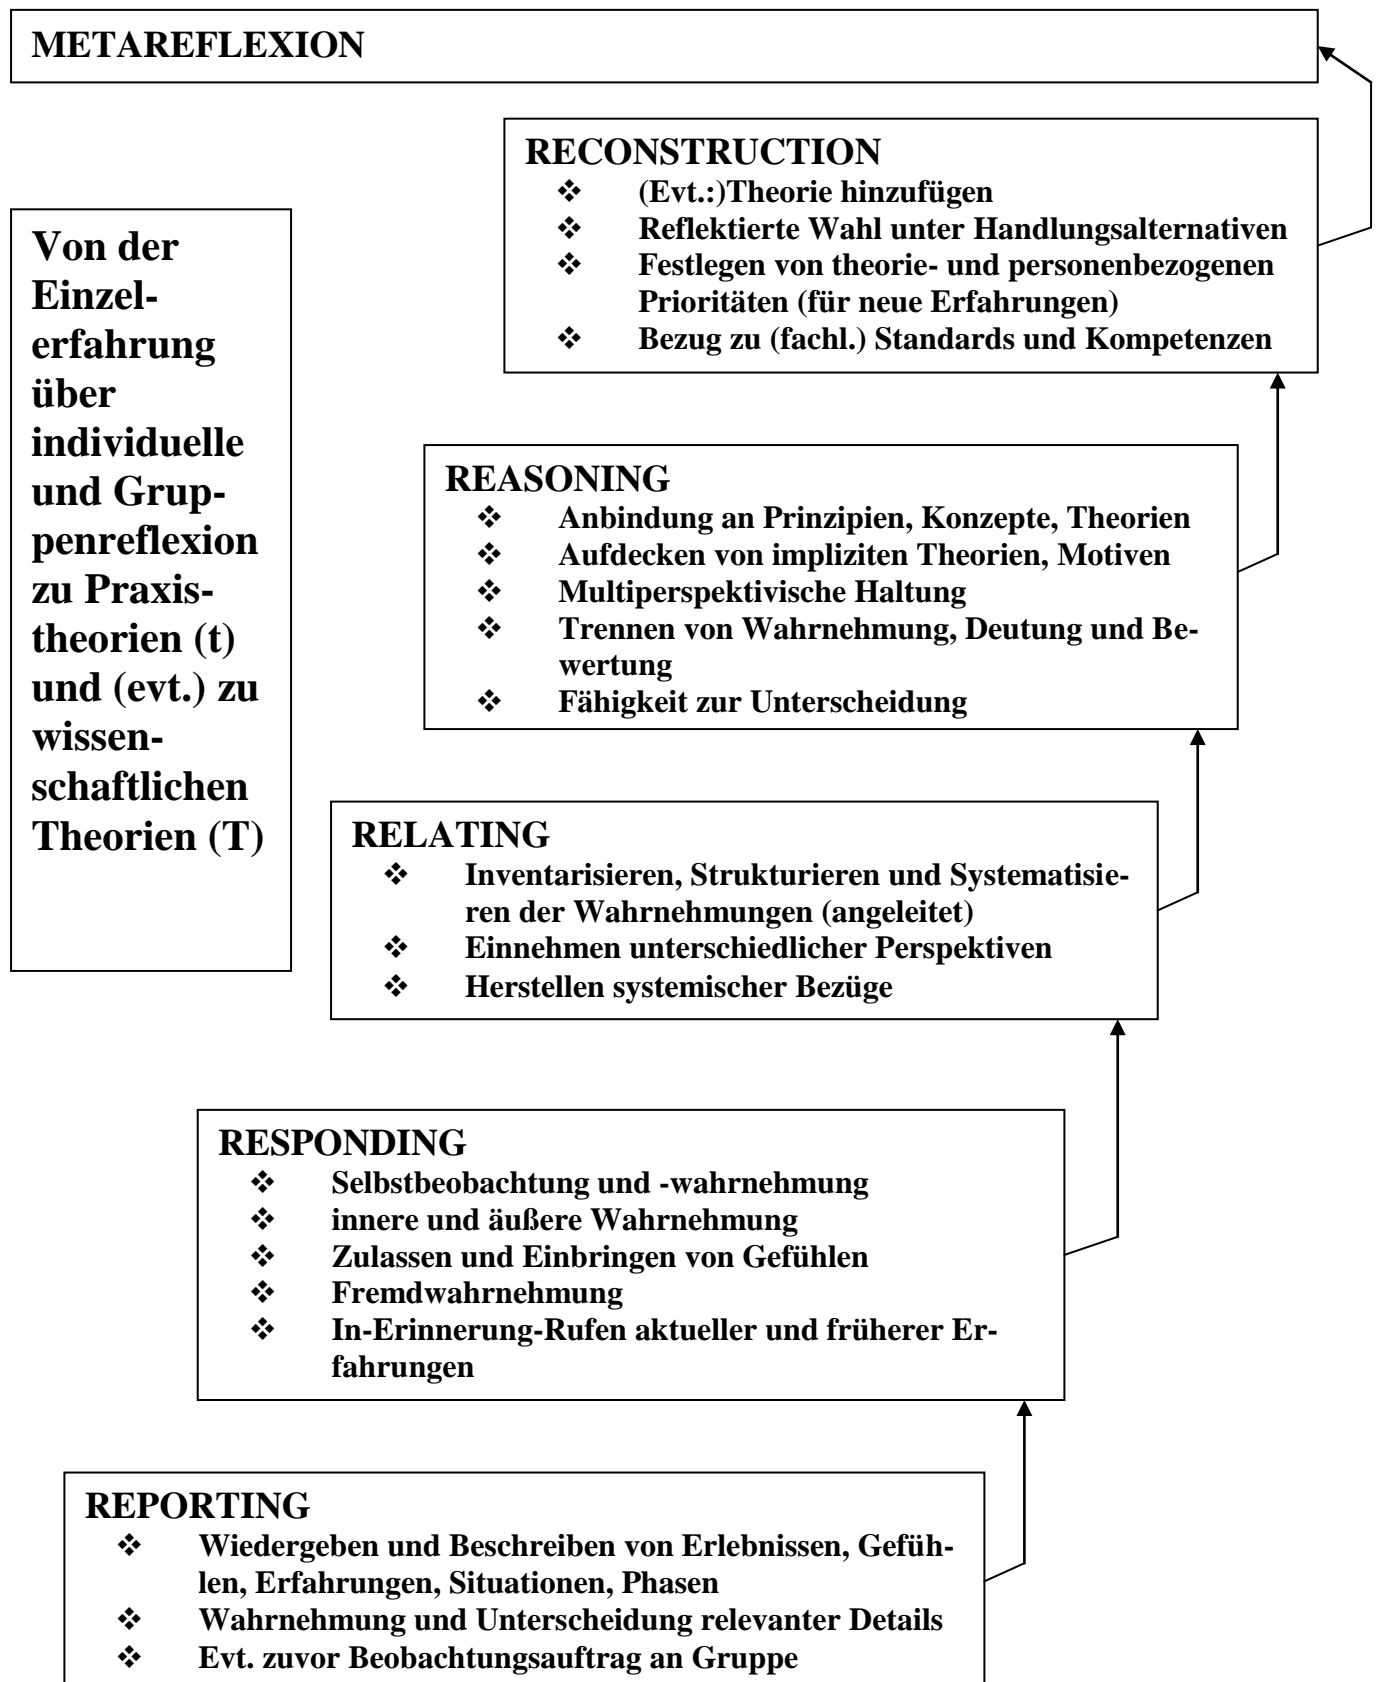 METAREFLEXION
RECONSTRUCTION
❖ (Evt.:)Theorie hinzufügen
❖ Reflektierte Wahl unter Handlungsalternativen
❖ Festlegen von theorie- und personenbezogenen
Prioritäten (für neue Erfahrungen)
❖ Bezug zu (fachl.) Standards und Kompetenzen
Von der
Einzel-
erfahrung
über
individuelle
und Grup-
penreflexion
zu Praxis-
theorien (t)
und (evt.) zu
wissen-
schaftlichen
Theorien (T)
REASONING
❖ Anbindung an Prinzipien, Konzepte, Theorien
❖ Aufdecken von impliziten Theorien, Motiven
❖ Multiperspektivische Haltung
❖ Trennen von Wahrnehmung, Deutung und Be-
wertung
❖ Fähigkeit zur Unterscheidung
RELATING
❖ Inventarisieren, Strukturieren und Systematisie-
ren der Wahrnehmungen (angeleitet)
❖ Einnehmen unterschiedlicher Perspektiven
❖ Herstellen systemischer Bezüge
RESPONDING
❖ Selbstbeobachtung und -wahrnehmung
❖ innere und äußere Wahrnehmung
❖ Zulassen und Einbringen von Gefühlen
❖ Fremdwahrnehmung
❖ In-Erinnerung-Rufen aktueller und früherer Er-
fahrungen
REPORTING
❖ Wiedergeben und Beschreiben von Erlebnissen, Gefüh-
len, Erfahrungen, Situationen, Phasen
❖ Wahrnehmung und Unterscheidung relevanter Details
❖ Evt. zuvor Beobachtungsauftrag an Gruppe